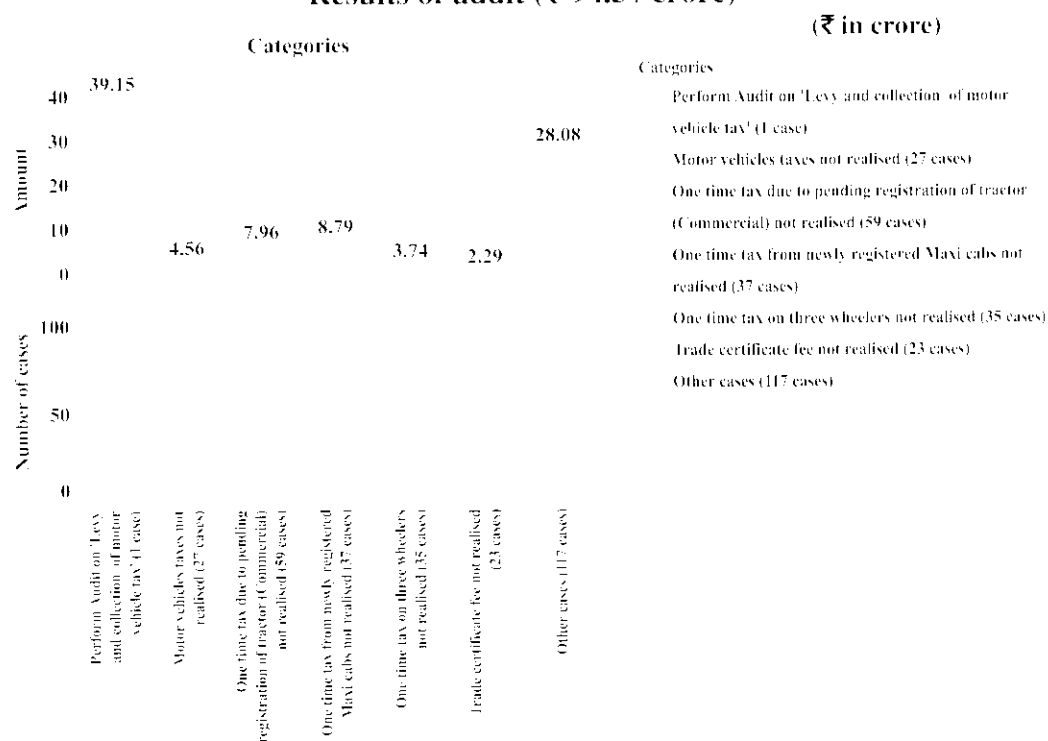 Results of audit (₹
crore)
(₹ in crore)
Categories
39.15
40
30
20
10
0
Amount
28.08
4.56
7.96
8.79
3.74
2.29
100
50
0
Number of cases
Categories
Perform Audit on 'Levy and collection of motor
vehicle tax' (1 case)
Motor vehicles taxes not realised (27 cases)
One time tax due to pending registration of tractor
(Commercial) not realised (59 cases)
One time tax from newly registered Maxi cabs not
realised (37 cases)
One time tax on three wheelers not realised (35 cases)
Trade certificate fee not realised (23 cases)
Other cases (117 cases)
Perform Audit on 'Levy
and collection of motor
vehicle tax' (1 case)
Motor vehicles taxes not
realised (27 cases)
One time tax due to pending
registration of tractor (Commercial)
not realised (59 cases)
One time tax from newly registered
Maxi cabs not realised (37 cases)
One time tax on three wheelers
not realised (35 cases)
Trade certificate fee not realised
(23 cases)
Other cases (117 cases)